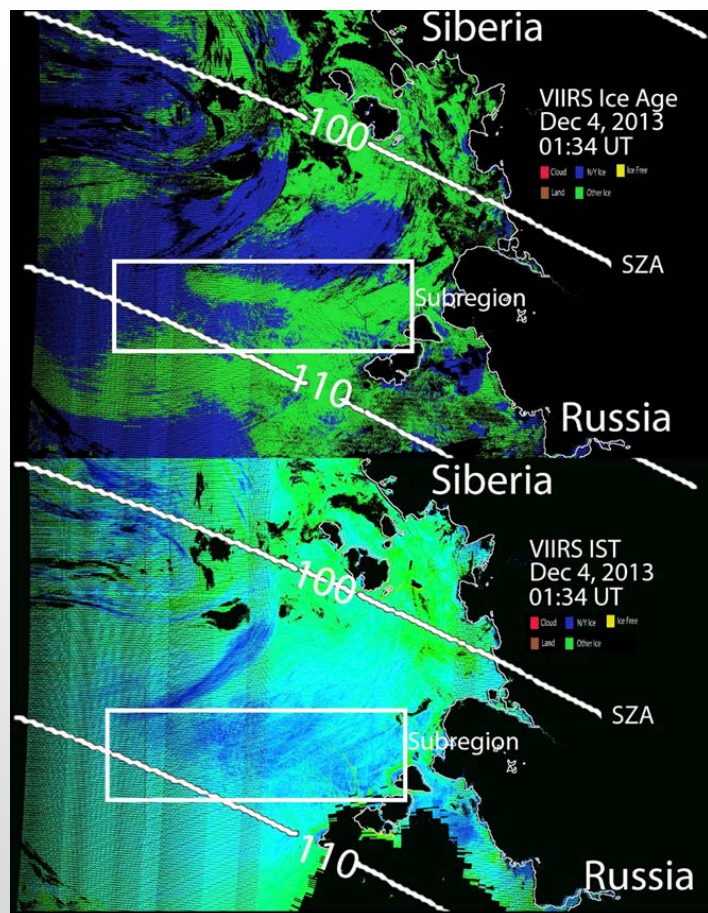 Siberia
VIIRS Ice Age
Dec 4, 2013
01:34 UT
Cloud N/Y Ice Ice Free
Land Other Ice
100
SZA
Subregion
110
Russia
Siberia
VIIRS IST
Dec 4, 2013
01:34 UT
Cloud N/Y Ice Ice Free
Land Other Ice
100
SZA
Subregion
110
Russia